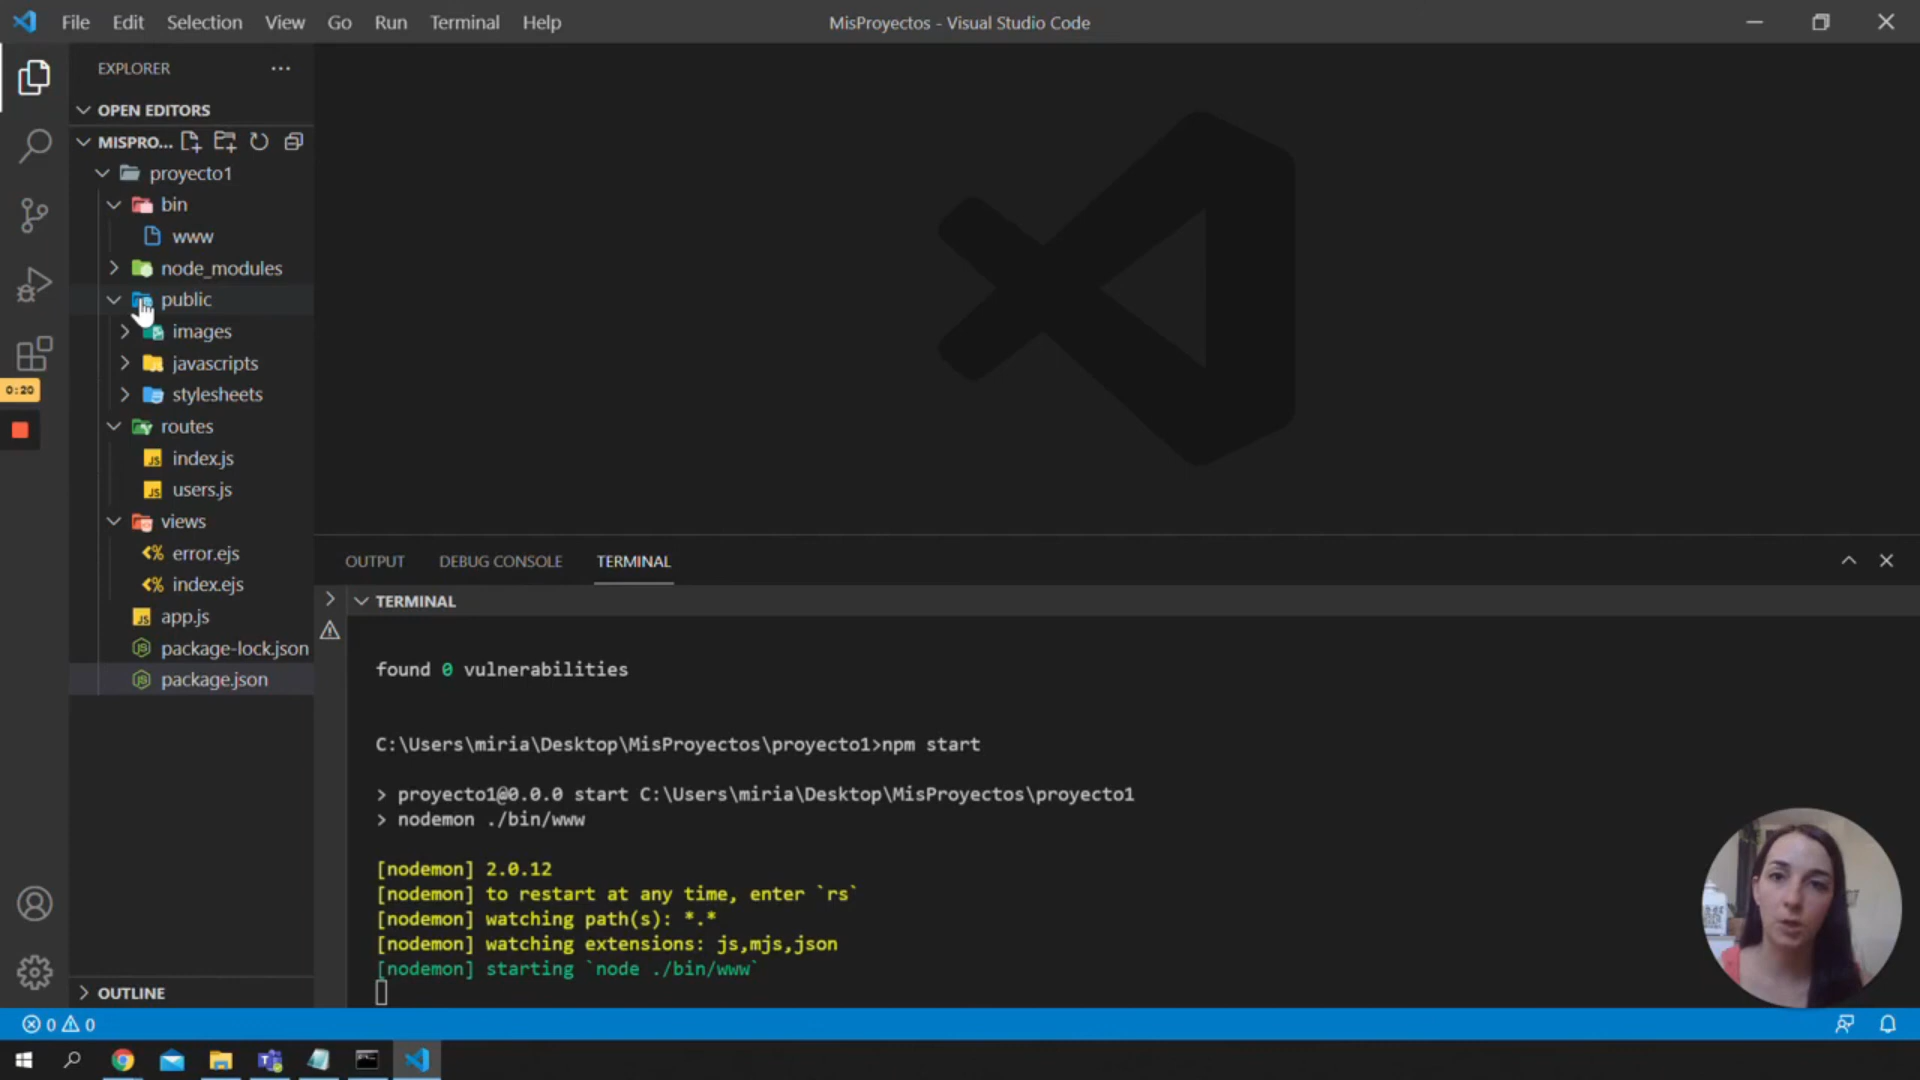 File Edit Selection View Go Run Terminal Help
MisProyectos - Visual Studio Code
EXPLORER
OPEN EDITORS
MISPRO...
proyecto1
bin
www
node_modules
public
images
javascripts
0:20
stylesheets
routes
index.js
users.js
views
error.ejs
index.ejs
app.js
package-lock.json
package.json
OUTLINE
OUTPUT DEBUG CONSOLE TERMINAL
TERMINAL
found 0 vulnerabilities
C:\Users\miria\Desktop\MisProyectos\proyecto1>npm start
> proyecto1@0.0.0 start C:\Users\miria\Desktop\MisProyectos\proyecto1
> nodemon ./bin/www
[nodemon] 2.0.12
[nodemon] to restart at any time, enter `rs`
[nodemon] watching path(s): *.*
[nodemon] watching extensions: js,mjs,json
[nodemon] starting `node ./bin/www`
0 0